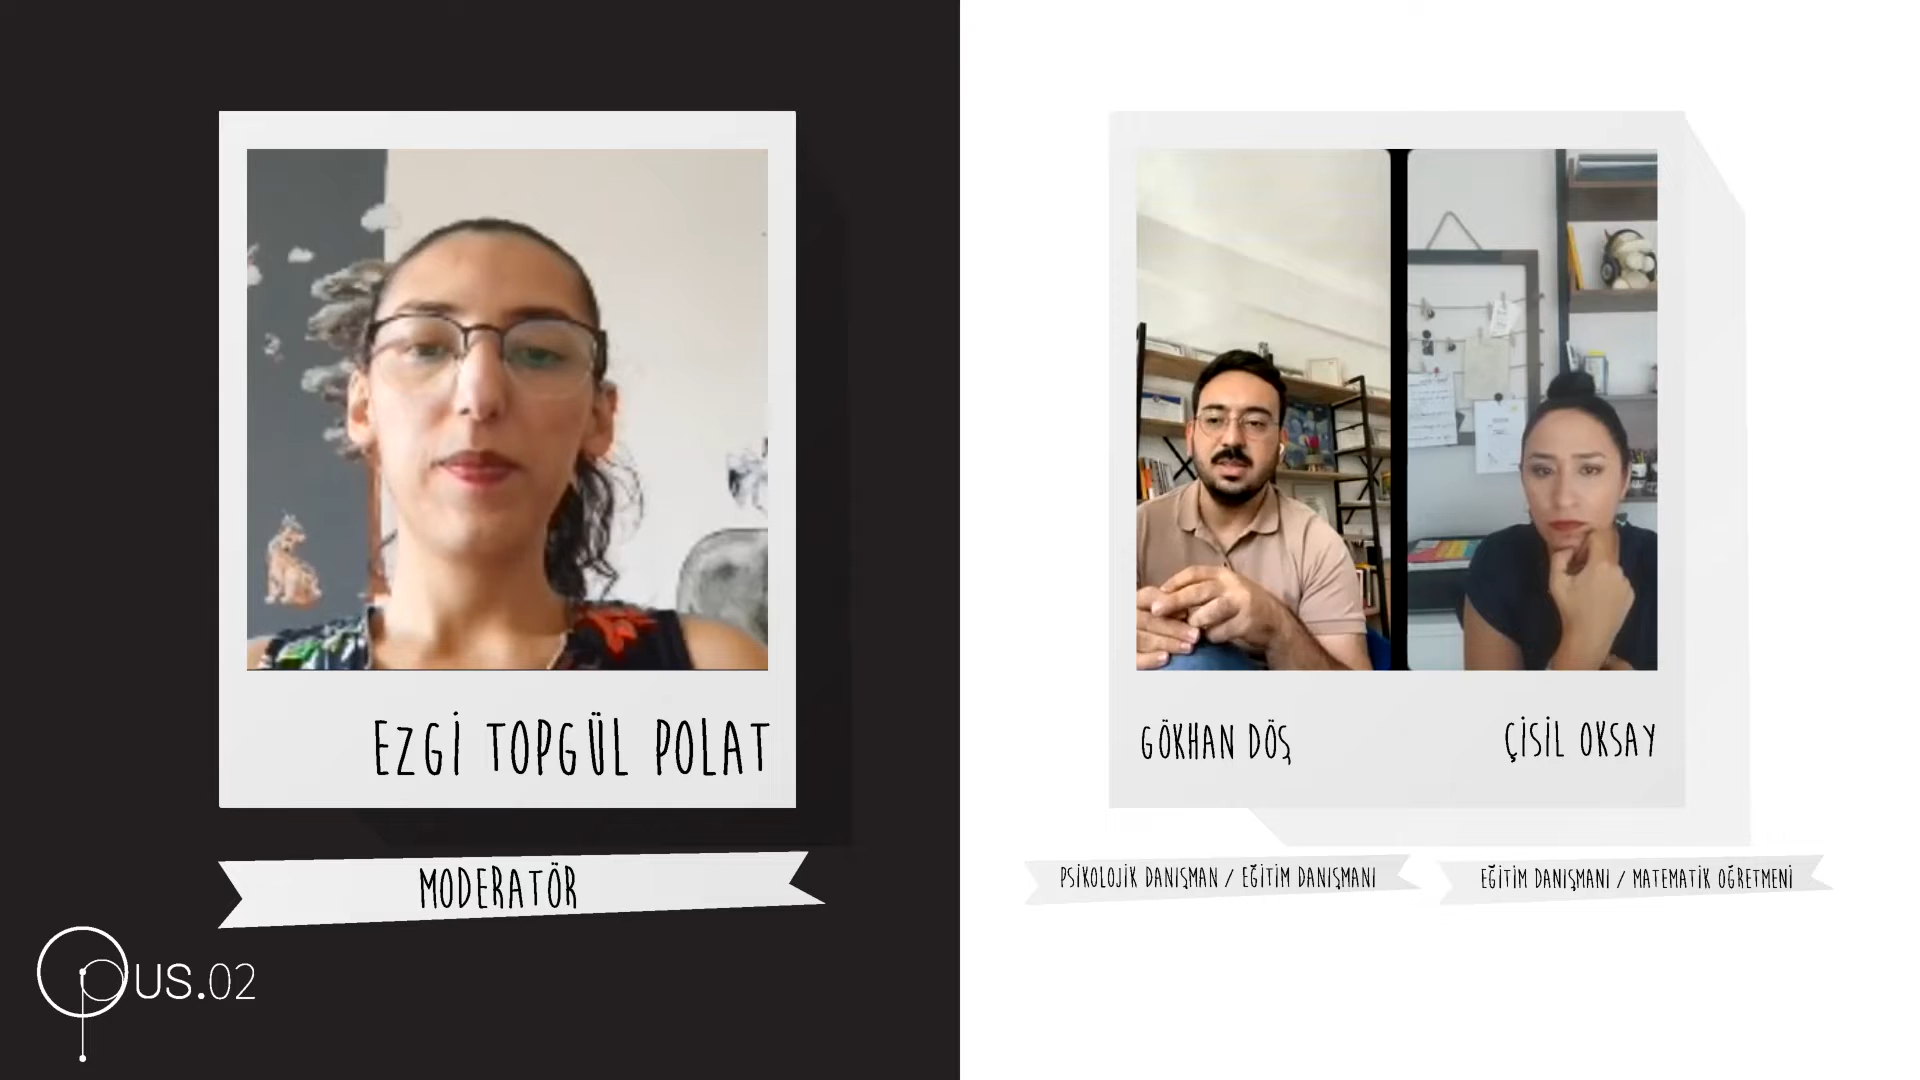 EZGİ TOPGÜL POLAT
MODERATÖR
OPUS.02
GÖKHAN DÖŞ
ÇİSİL OKSAY
PSİKOLOJİK DANIŞMAN / EĞİTİM DANIŞMANI
EĞİTİM DANIŞMANI / MATEMATİK ÖĞRETMENİ